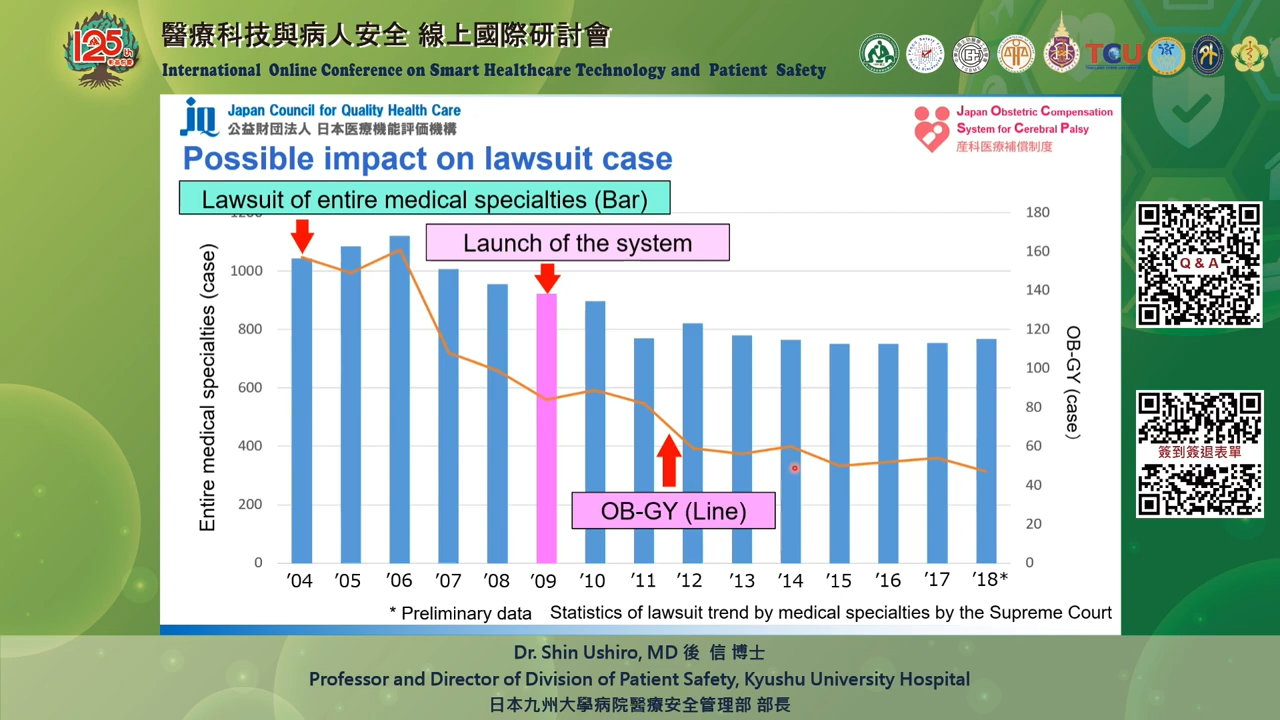 125th
醫療科技與病人安全 線上國際研討會
International Online Conference on Smart Healthcare Technology and Patient Safety
TCU
jq
Japan Council for Quality Health Care
公益財団法人 日本医療機能評価機構
Japan Obstetric Compensation
System for Cerebral Palsy
産科医療補償制度
Possible impact on lawsuit case
Lawsuit of entire medical specialties (Bar)
Launch of the system
OB-GY (Line)
Entire medical specialties (case)
1200
1000
800
600
400
200
0
180
160
140
120
100
80
60
40
20
0
OB-GY (case)
’04 ’05 ’06 ’07 ’08 ’09 ’10 ’11 ’12 ’13 ’14 ’15 ’16 ’17 ’18*
* Preliminary data Statistics of lawsuit trend by medical specialties by the Supreme Court
Q & A
簽到簽退表單
Dr. Shin Ushiro, MD 後 信 博士
Professor and Director of Division of Patient Safety, Kyushu University Hospital
日本九州大學病院醫療安全管理部 部長